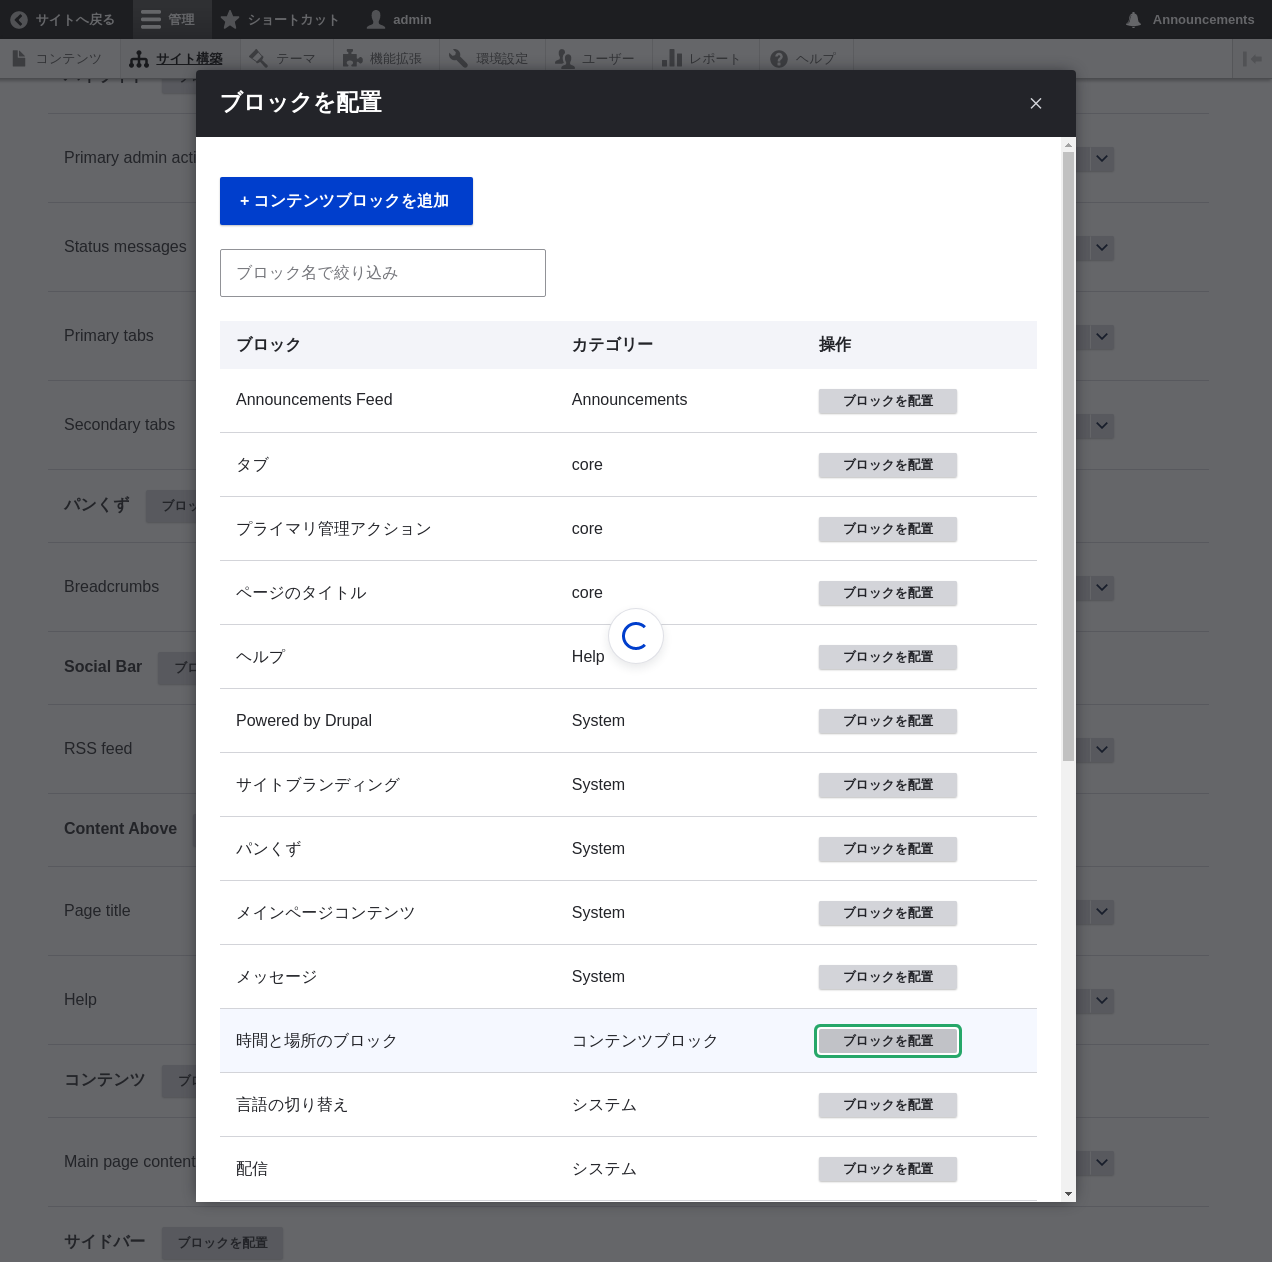 サイトへ戻る 管理 ショートカット admin Announcements
コンテンツ サイト構築 テーマ 機能拡張 環境設定 ユーザー レポート ヘルプ
ブロックを配置
Primary admin acti
+ コンテンツブロックを追加
Status messages
ブロック名で絞り込み
Primary tabs
ブロック カテゴリー 操作
Announcements Feed Announcements ブロックを配置
Secondary tabs
タブ core ブロックを配置
パンくず ブロッ
プライマリ管理アクション core ブロックを配置
Breadcrumbs
ページのタイトル core ブロックを配置
ヘルプ Help ブロックを配置
Social Bar ブロ
Powered by Drupal System ブロックを配置
RSS feed
サイトブランディング System ブロックを配置
Content Above
パンくず System ブロックを配置
Page title
メインページコンテンツ System ブロックを配置
メッセージ System ブロックを配置
Help
時間と場所のブロック コンテンツブロック ブロックを配置
コンテンツ ブロ
言語の切り替え システム ブロックを配置
Main page content
配信 システム ブロックを配置
サイドバー ブロックを配置